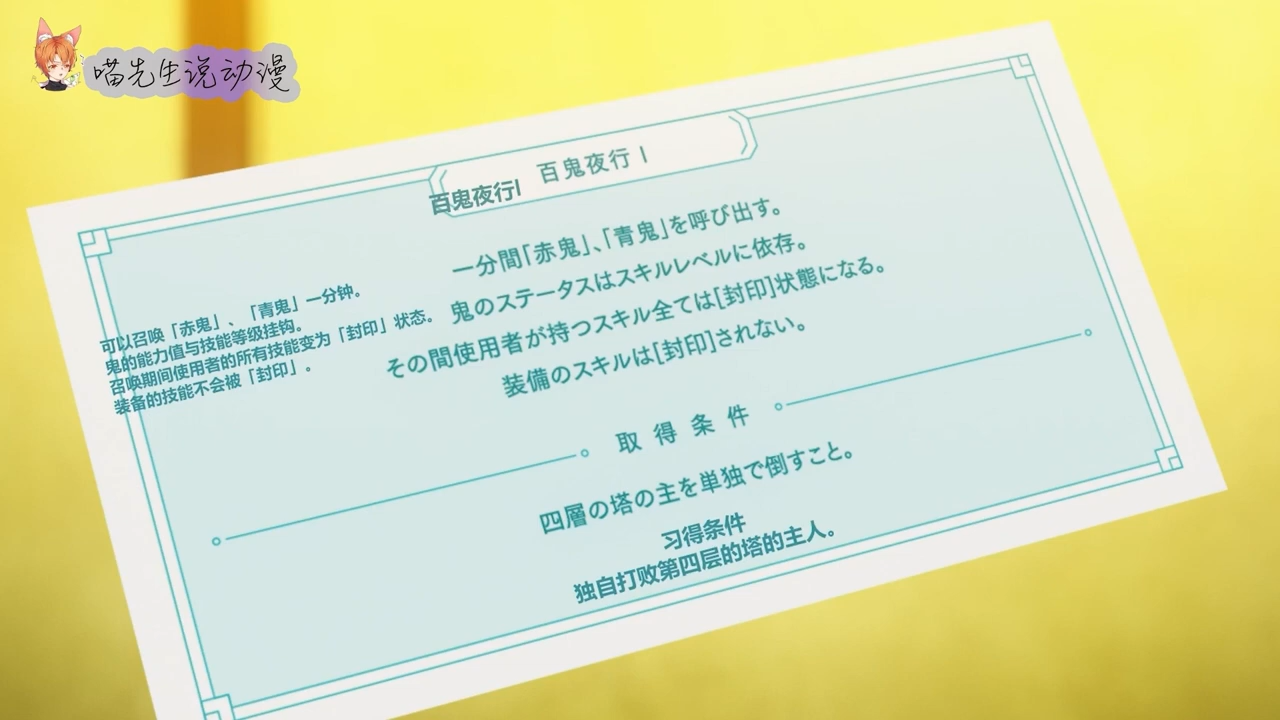 喵先生说动漫
百鬼夜行 I
百鬼夜行I
一分間「赤鬼」、「青鬼」を呼び出す。
鬼のステータスはスキルレベルに依存。
その間使用者が持つスキル全ては[封印]状態になる。
装備のスキルは[封印]されない。
可以召唤「赤鬼」、「青鬼」一分钟。
鬼的能力值与技能等级挂钩。
召唤期间使用者的所有技能变为「封印」状态。
装备的技能不会被「封印」。
取得条件
四層の塔の主を単独で倒すこと。
习得条件
独自打败第四层的塔的主人。